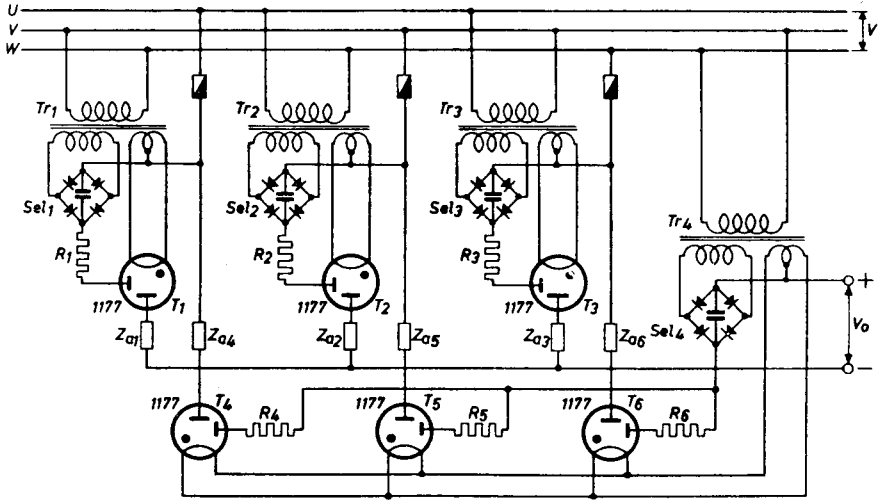 U
V
W
V
Tr1
Tr2
Tr3
Tr4
Sel1
Sel2
Sel3
Sel4
R1
R2
R3
1177
T1
1177
T2
1177
T3
+
Vo
−
Za1
Za4
Za2
Za5
Za3
Za6
1177
T4
R4
1177
T5
R5
1177
T6
R6